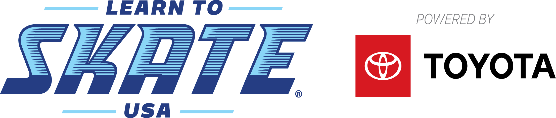 LEARN TO
SKATE
USA
®
POWERED BY
TOYOTA